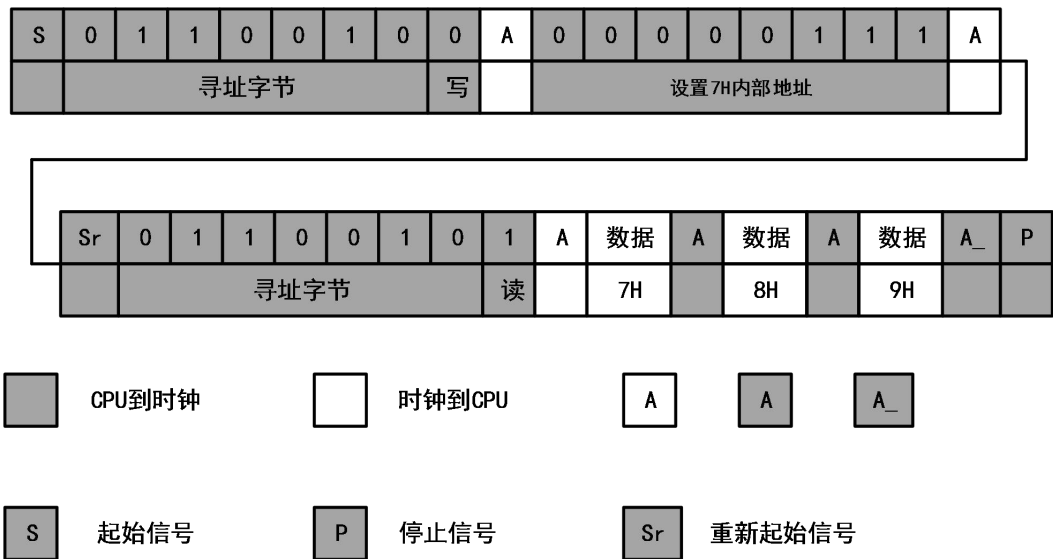 S 0 1 1 0 0 1 0 0 A 0 0 0 0 0 1 1 1 A
寻址字节 写 设置7H内部地址
Sr 0 1 1 0 0 1 0 1 A 数据 A 数据 A 数据 A_ P
寻址字节 读 7H 8H 9H
CPU到时钟 时钟到CPU A A A_
S 起始信号 P 停止信号 Sr 重新起始信号